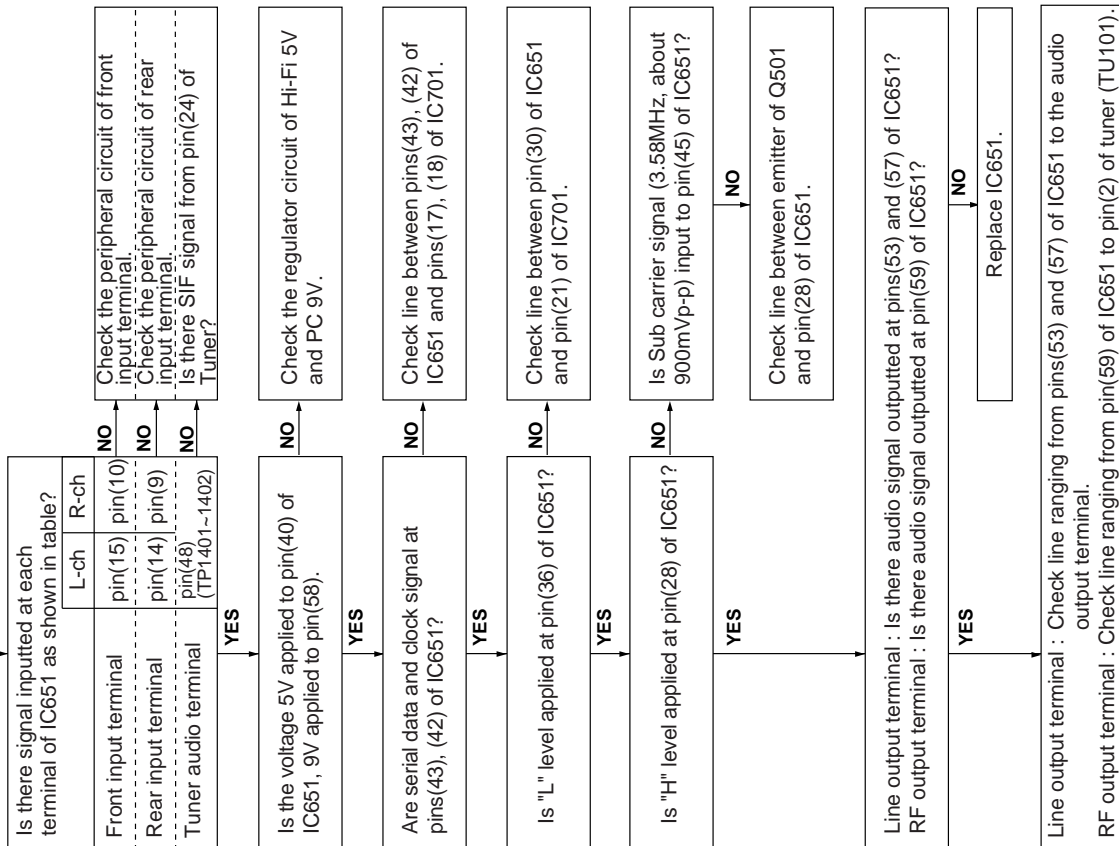 Is there signal inputted at each
terminal of IC651 as shown in table?
L-ch R-ch
Front input terminal pin(15) pin(10)
Rear input terminal pin(14) pin(9)
Tuner audio terminal pin(48)
(TP1401~1402)
NO
Check the peripheral circuit of front
input terminal.
NO
Check the peripheral circuit of rear
input terminal.
NO
Is there SIF signal from pin(24) of
Tuner?
YES
Is the voltage 5V applied to pin(40) of
IC651, 9V applied to pin(58).
NO
Check the regulator circuit of Hi-Fi 5V
and PC 9V.
YES
Are serial data and clock signal at
pins(43), (42) of IC651?
NO
Check line between pins(43), (42) of
IC651 and pins(17), (18) of IC701.
YES
Is "L" level applied at pin(36) of IC651?
NO
Check line between pin(30) of IC651
and pin(21) of IC701.
YES
Is "H" level applied at pin(28) of IC651?
NO
Is Sub carrier signal (3.58MHz, about
900mVp-p) input to pin(45) of IC651?
NO
Check line between emitter of Q501
and pin(28) of IC651.
YES
Line output terminal : Is there audio signal outputted at pins(53) and (57) of IC651?
RF output terminal : Is there audio signal outputted at pin(59) of IC651?
NO
Replace IC651.
YES
Line output terminal : Check line ranging from pins(53) and (57) of IC651 to the audio
output terminal.
RF output terminal : Check line ranging from pin(59) of IC651 to pin(2) of tuner (TU101).